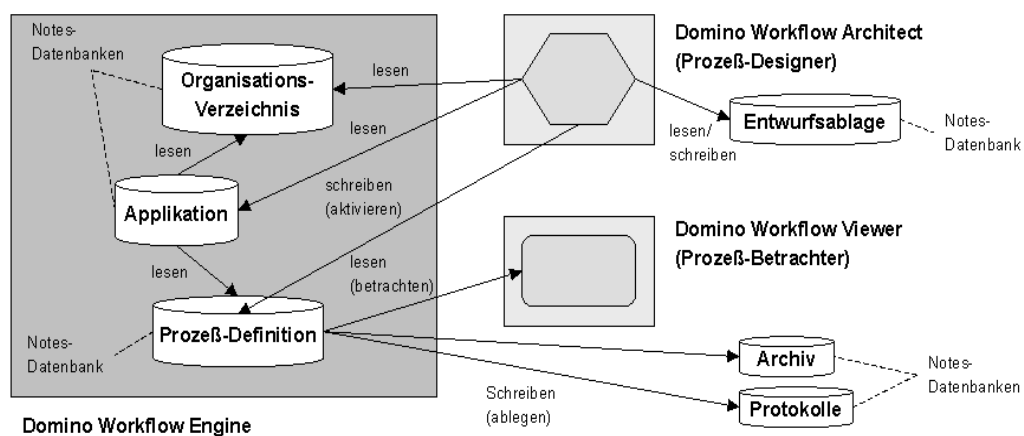 Notes-
Datenbanken
Organisations-
Verzeichnis
lesen
lesen
lesen
Applikation
schreiben
(aktivieren)
lesen
lesen
(betrachten)
Prozeß-Definition
Notes-
Datenbank
Domino Workflow Engine
Domino Workflow Architect
(Prozeß-Designer)
Entwurfsablage
lesen/
schreiben
Notes-
Datenbank
Domino Workflow Viewer
(Prozeß-Betrachter)
Archiv
Notes-
Datenbanken
Schreiben
(ablegen)
Protokolle